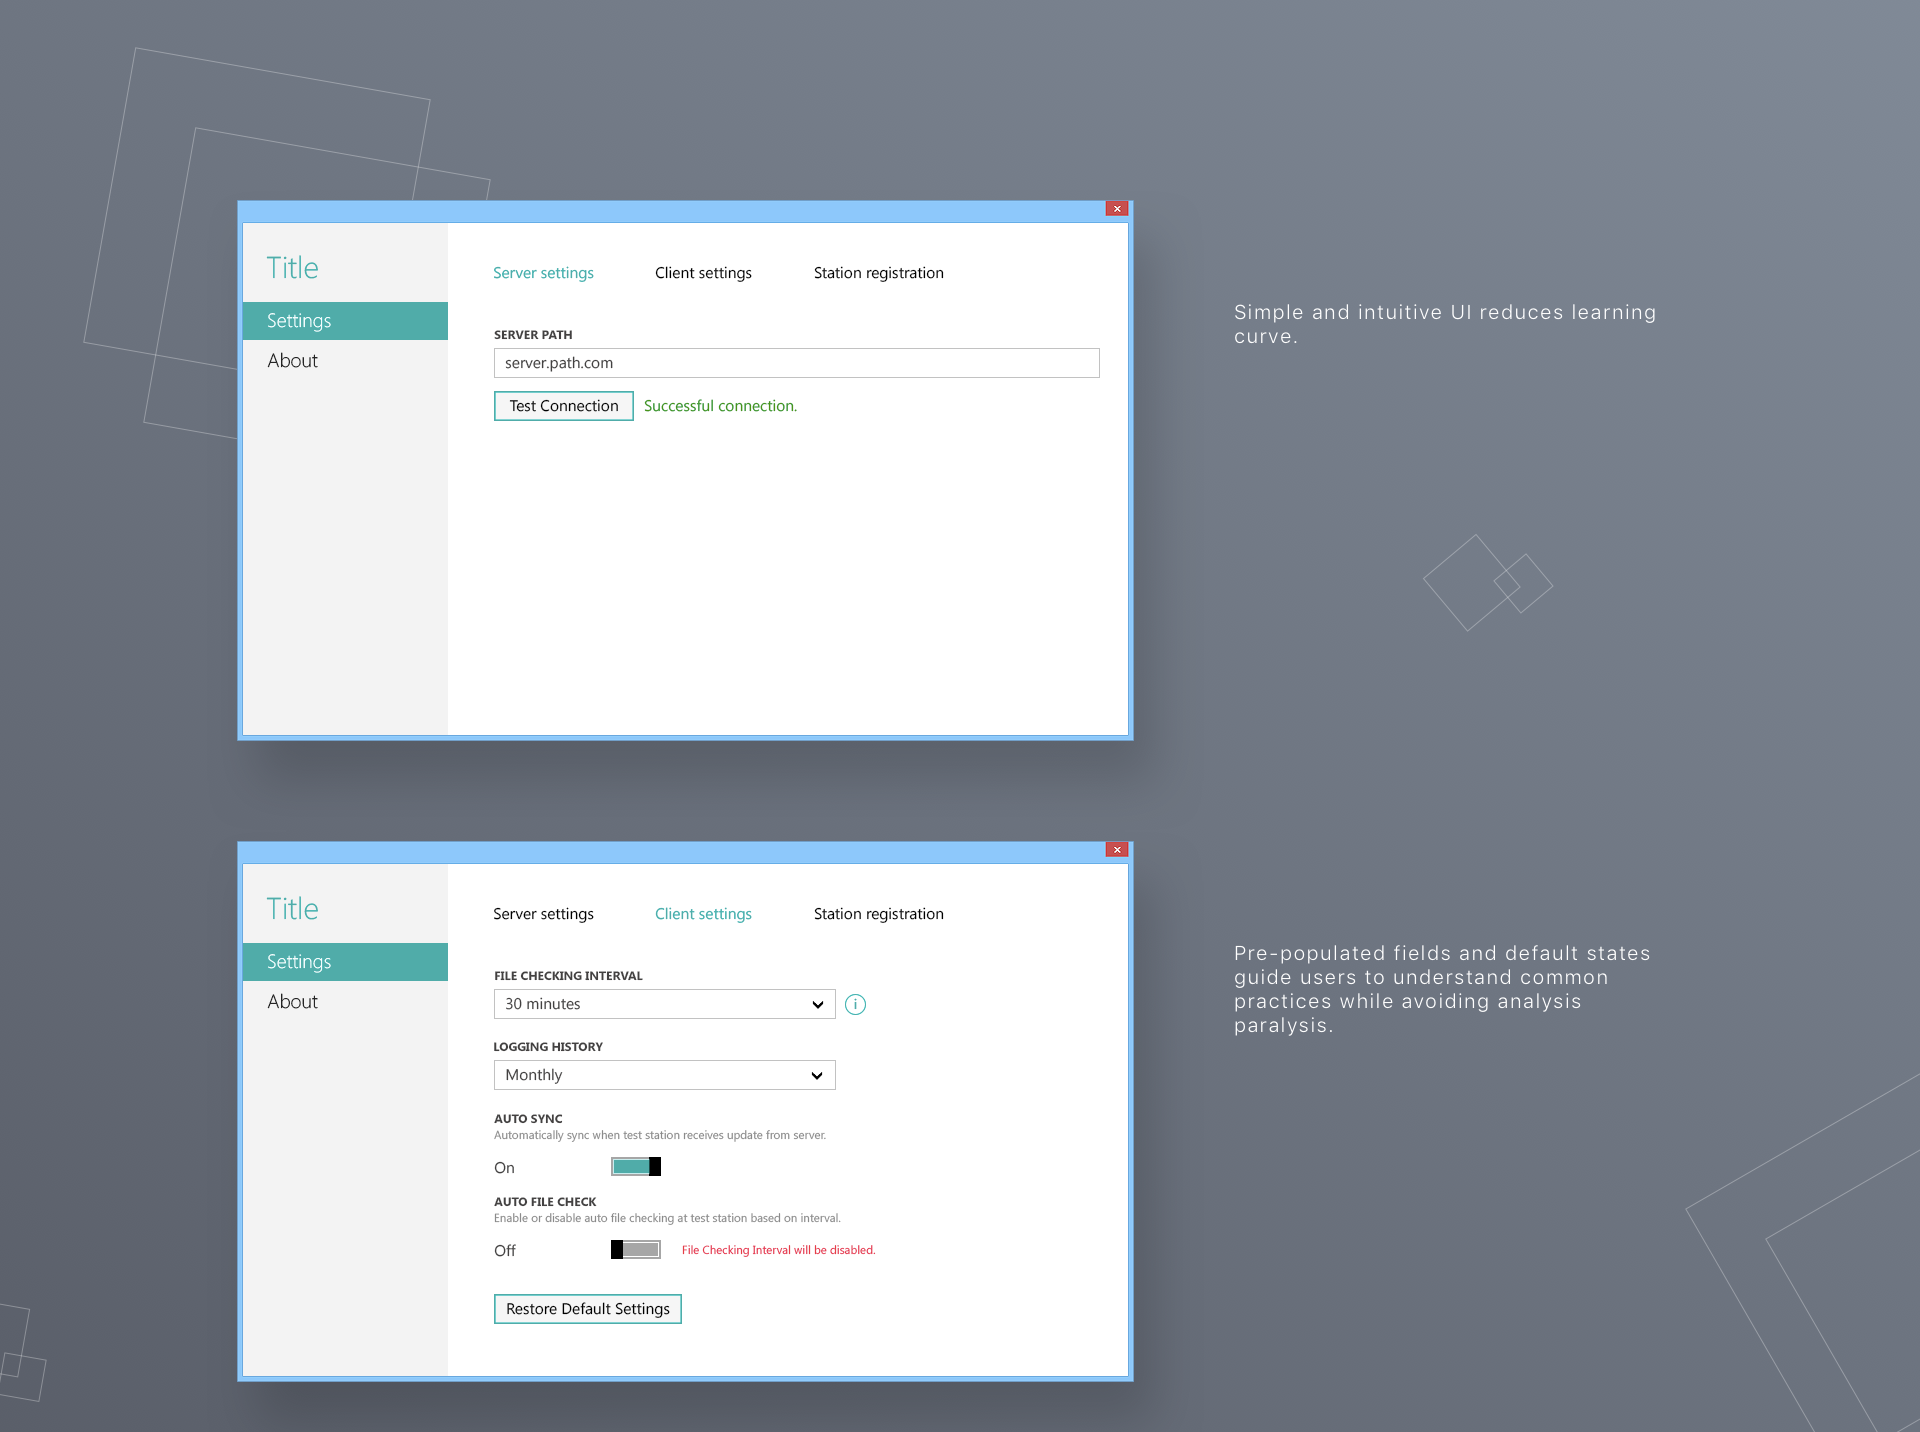 Title
Settings
About
Server settings
Client settings
Station registration
SERVER PATH
server.path.com
Test Connection
Successful connection.
Simple and intuitive UI reduces learning
curve.
Title
Settings
About
Server settings
Client settings
Station registration
FILE CHECKING INTERVAL
30 minutes
i
LOGGING HISTORY
Monthly
AUTO SYNC
Automatically sync when test station receives update from server.
On
AUTO FILE CHECK
Enable or disable auto file checking at test station based on interval.
Off
File Checking Interval will be disabled.
Restore Default Settings
Pre-populated fields and default states
guide users to understand common
practices while avoiding analysis
paralysis.